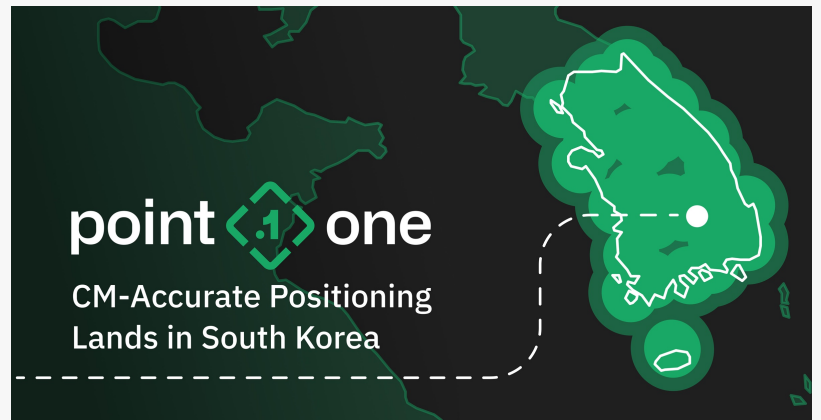 point .1 one
CM-Accurate Positioning
Lands in South Korea